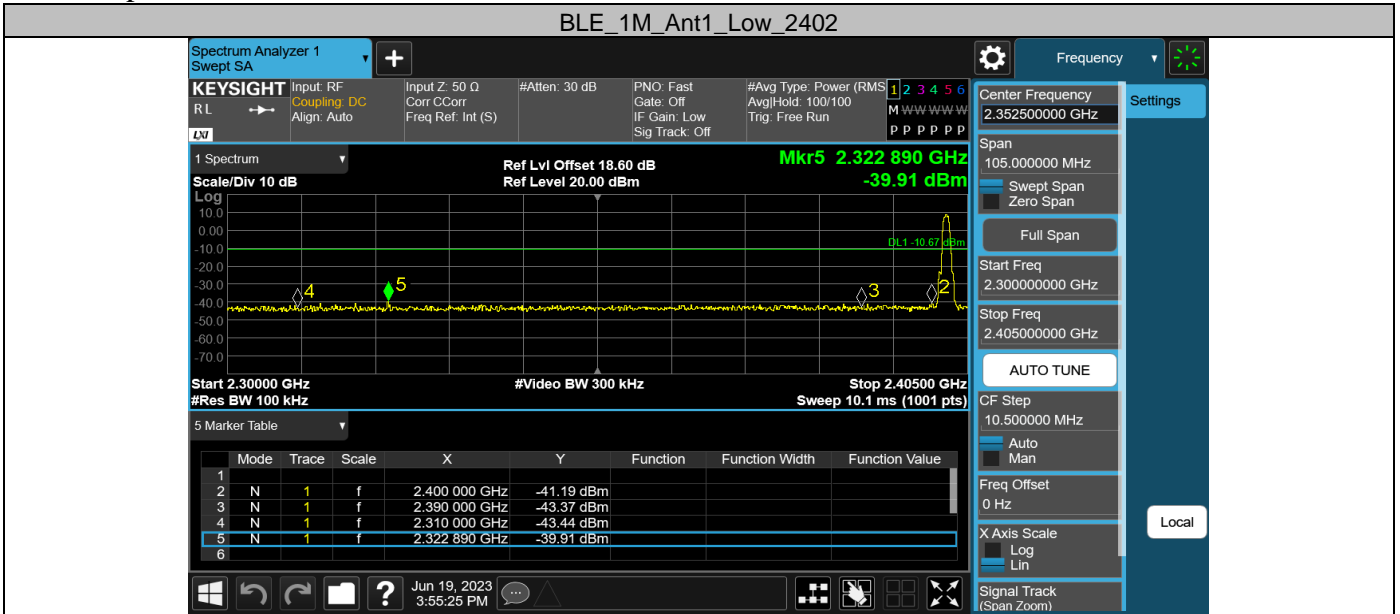 BLE_1M_Ant1_Low_2402
Spectrum Analyzer 1
Swept SA
Frequency
KEYSIGHT
R L
LXI
Input: RF
Coupling: DC
Align: Auto
Input Z: 50 Ω
Corr CCorr
Freq Ref: Int (S)
#Atten: 30 dB
PNO: Fast
Gate: Off
IF Gain: Low
Sig Track: Off
#Avg Type: Power (RMS
Avg|Hold: 100/100
Trig: Free Run
1 2 3 4 5 6
M W W W W W
P P P P P P
1 Spectrum
Scale/Div 10 dB
Ref Lvl Offset 18.60 dB
Ref Level 20.00 dBm
Mkr5 2.322 890 GHz
-39.91 dBm
Log
10.0
0.00
-10.0
-20.0
-30.0
-40.0
-50.0
-60.0
-70.0
DL1 -10.67 dBm
4
5
3
2
Start 2.30000 GHz
#Video BW 300 kHz
Stop 2.40500 GHz
#Res BW 100 kHz
Sweep 10.1 ms (1001 pts)
5 Marker Table
Mode Trace Scale X Y Function Function Width Function Value
1
2 N 1 f 2.400 000 GHz -41.19 dBm
3 N 1 f 2.390 000 GHz -43.37 dBm
4 N 1 f 2.310 000 GHz -43.44 dBm
5 N 1 f 2.322 890 GHz -39.91 dBm
6
Jun 19, 2023
3:55:25 PM
Center Frequency
2.352500000 GHz
Span
105.000000 MHz
Swept Span
Zero Span
Full Span
Start Freq
2.300000000 GHz
Stop Freq
2.405000000 GHz
AUTO TUNE
CF Step
10.500000 MHz
Auto
Man
Freq Offset
0 Hz
X Axis Scale
Log
Lin
Signal Track
(Span Zoom)
Settings
Local